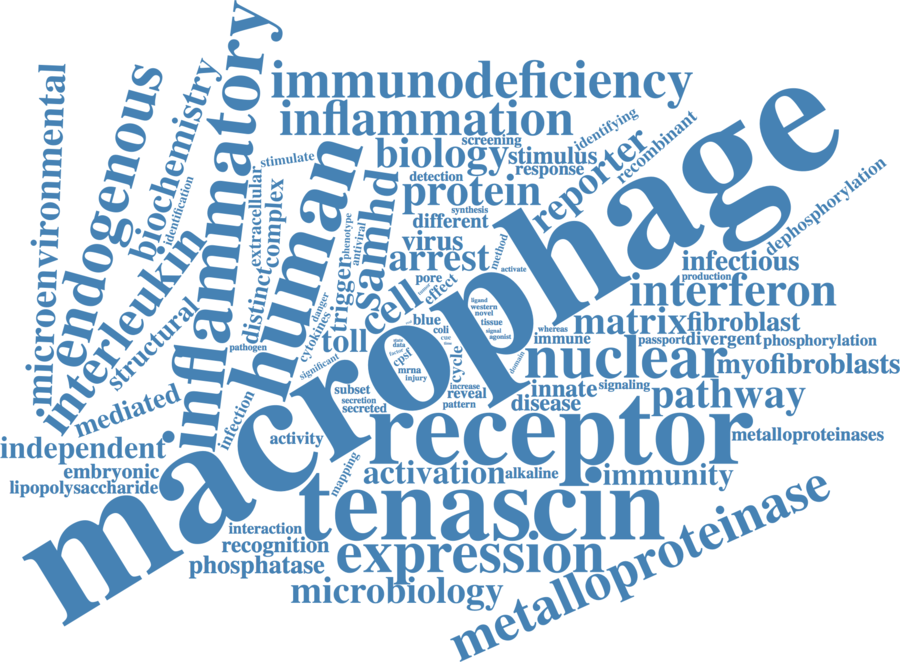 immunodeficiency
inflammation
inflammatory
microenvironmental
endogenous
biochemistry
identification
interleukin
structural
extracellular
stimulate
complex
distinct
human
screening
identifying
biology
stimulus
response
detection
recombinant
reporter
protein
synthesis
different
samhd
phenotype
antiviral
virus
method
arrest
activate
macrophage
dephosphorylation
infectious
production
interferon
trigger
danger
cytokines
toll
cell
pore
effect
ligand
western
novel
tissue
signal
agonist
blue
coli
cuc
data
factor
cpsf
mrna
injury
cycle
domain
whereas
immune
matrix
fibroblast
passport
divergent
phosphorylation
nuclear
myofibroblasts
pathogen
significant
subset
secretion
secreted
increase
reveal
pattern
innate
signaling
disease
pathway
mediated
infection
activity
receptor
metalloproteinases
independent
embryonic
lipopolysaccharide
mapping
activation
alkaline
immunity
tenascin
interaction
recognition
phosphatase
expression
microbiology
metalloproteinase